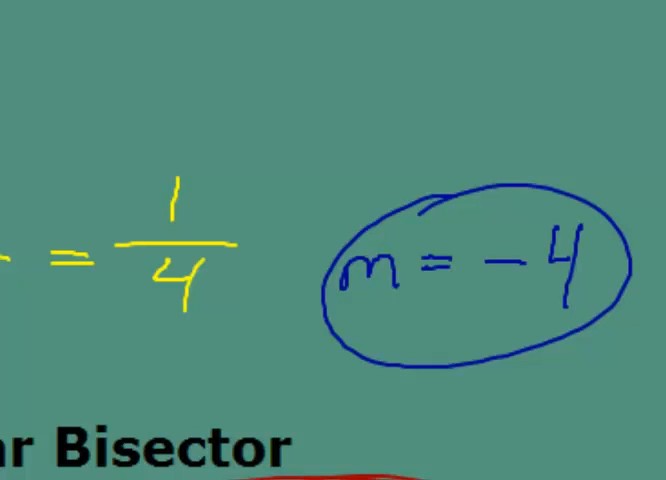 = 1/4 m = - 4
Bisector